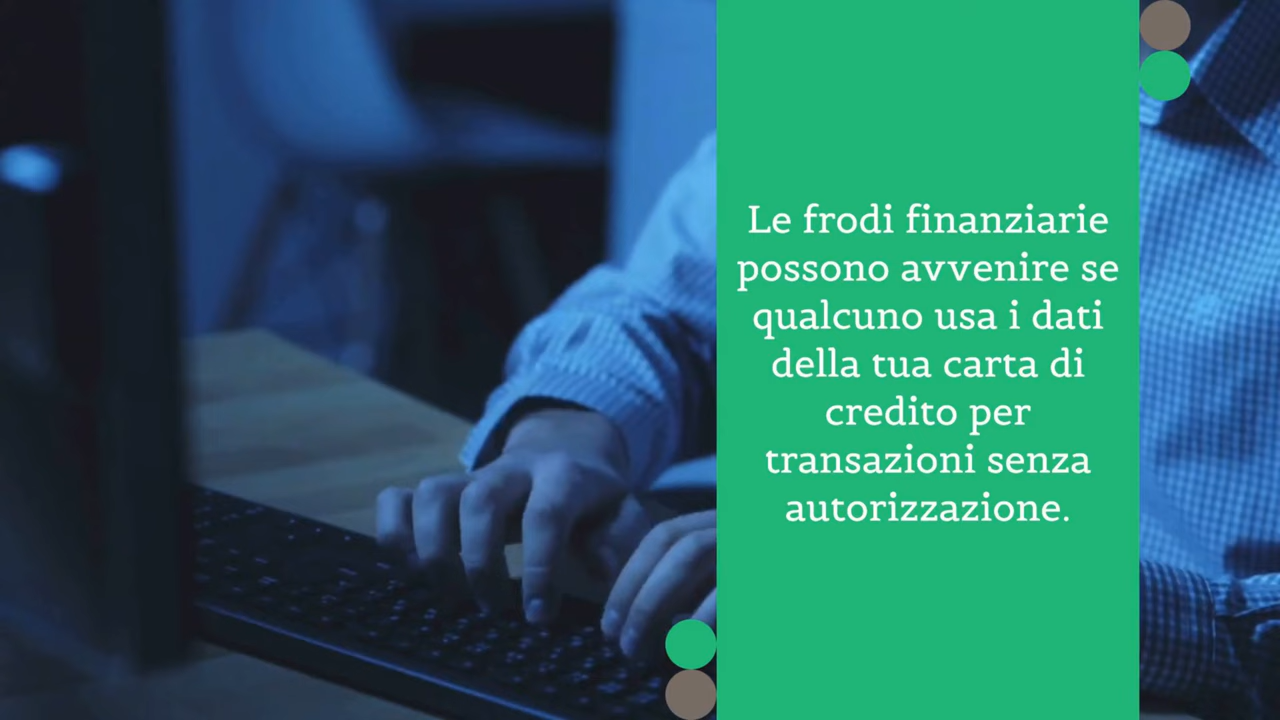 Le frodi finanziarie
possono avvenire se
qualcuno usa i dati
della tua carta di
credito per
transazioni senza
autorizzazione.